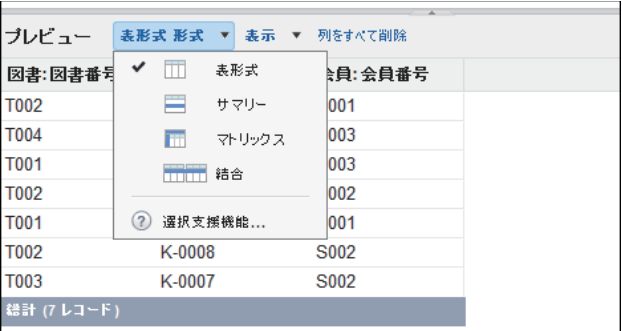 プレビュー 表形式 形式 ▼ 表示 ▼ 列をすべて削除
図書:図書番号 会員:会員番号
✔ 表形式
T002 サマリー 001
T004 マトリックス 003
T001 003
結合
T002 002
T001 ? 選択支援機能... 001
T002 K-0008 S002
T003 K-0007 S002
総計 (7 レコード)